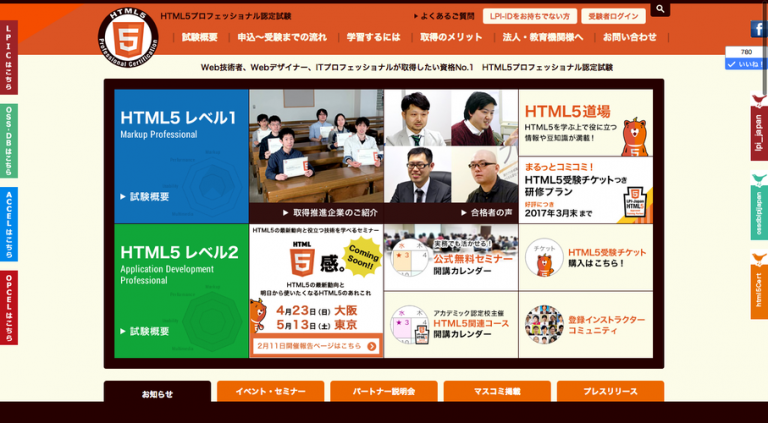 HTML5プロフェッショナル認定試験
よくあるご質問
LPI-IDをお持ちでない方
受験者ログイン
HTML5
Professional Certification
試験概要
申込～受験までの流れ
学習するには
取得のメリット
法人・教育機関様へ
お問い合わせ
Web技術者、Webデザイナー、ITプロフェッショナルが取得したい資格No.1　HTML5プロフェッショナル認定試験
LPICはこちら
OSS-DBはこちら
ACCELはこちら
OPCELはこちら
780
いいね！
lpi_japan
ossdblpijapan
html5Cert
HTML5 レベル1
Markup Professional
試験概要
取得推進企業のご紹介
合格者の声
HTML5道場
HTML5を学ぶ上で役に立つ
情報や豆知識が満載！
まるっとコミコミ！
HTML5受験チケットつき
研修プラン
好評につき
2017年3月末 まで
LPI-Japan
HTML5
HTML5 レベル2
Application Development
Professional
試験概要
HTML5の最新動向と役立つ技術を学べるセミナー
HTML
5
感。
Coming
Soon!!
HTML5の最新動向と
明日から使いたくなるHTML5のあれこれ
4月23日（日）大阪
5月13日（土）東京
2月11日開催報告ページはこちら
水 木
★3 4
実務でも活かせる！
公式無料セミナー
開講カレンダー
チケット
HTML5受験チケット
購入はこちら！
水 木
★3 4
アカデミック認定校主催
HTML5関連コース
開講カレンダー
登録インストラクター
コミュニティ
お知らせ
イベント・セミナー
パートナー説明会
マスコミ掲載
プレスリリース